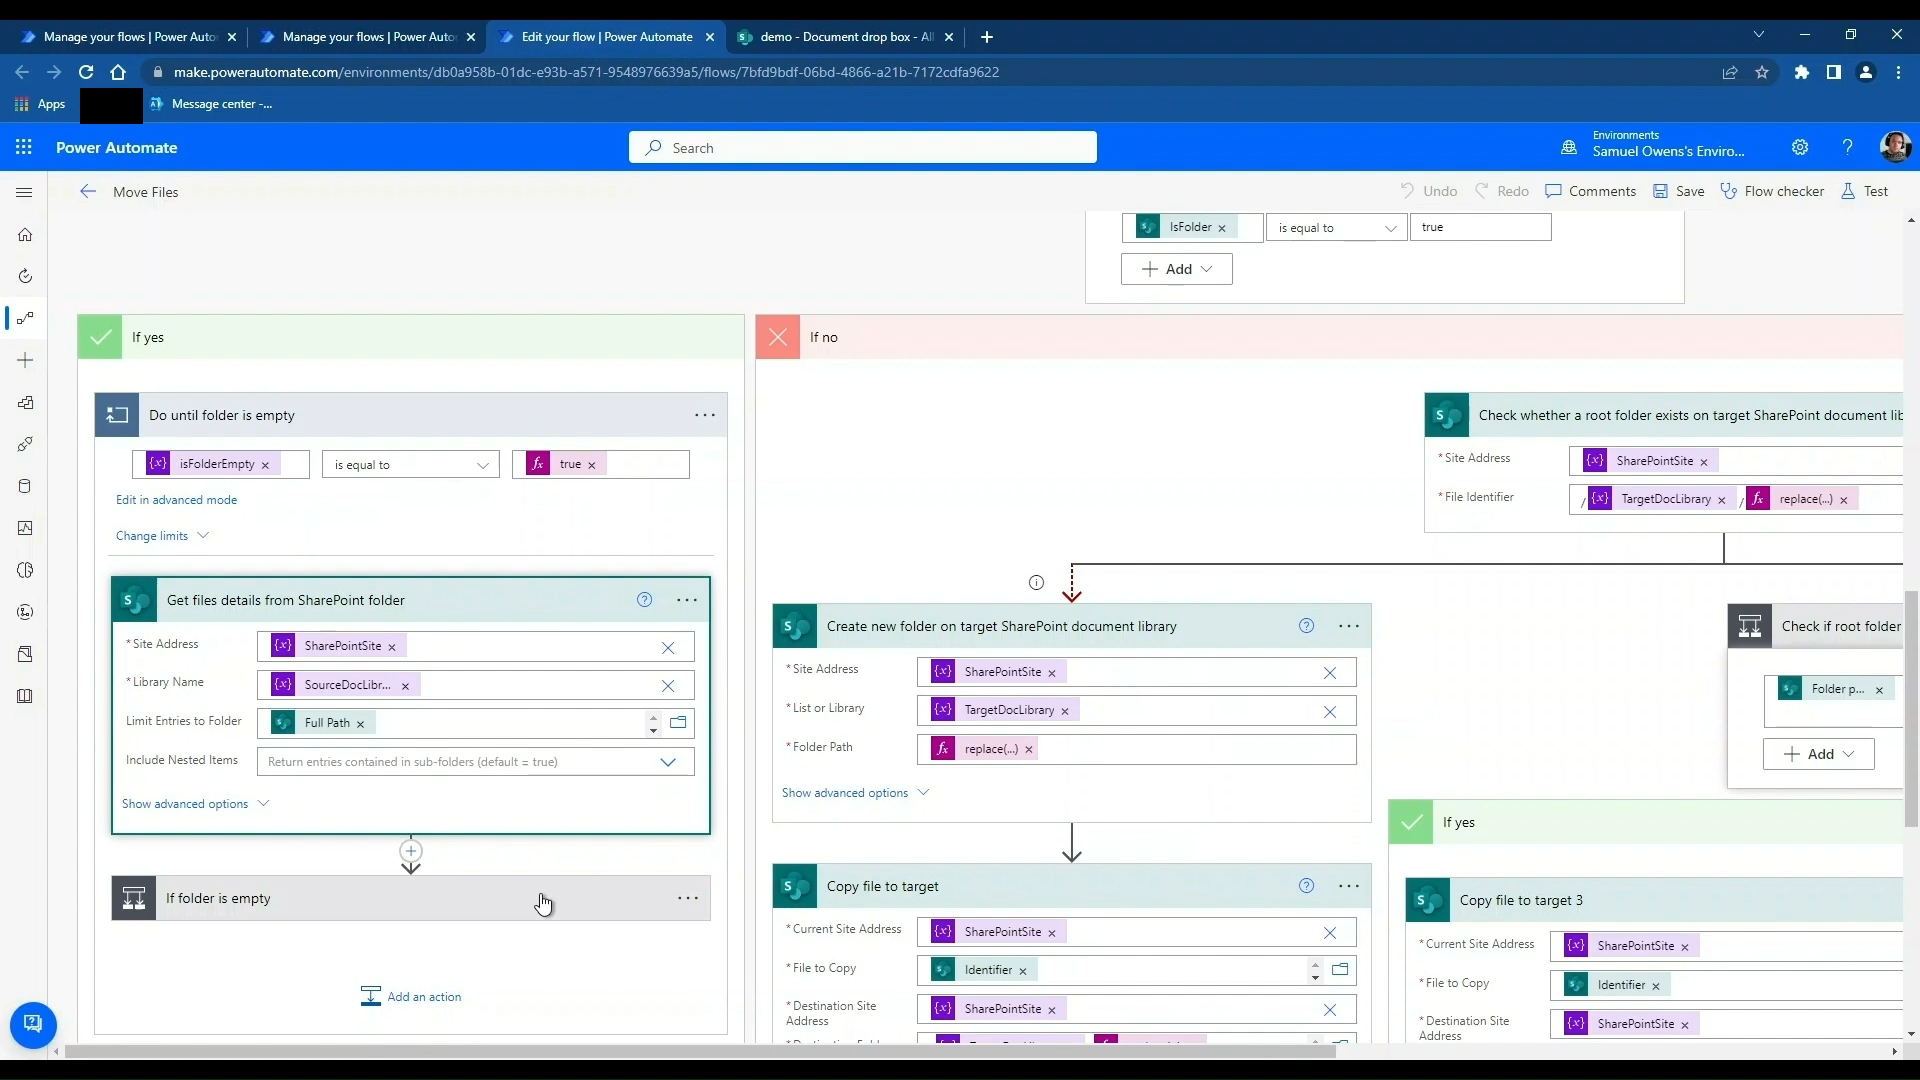 Manage your flows | Power Auto
Manage your flows | Power Auto
Edit your flow | Power Automate
demo - Document drop box - All
make.powerautomate.com/environments/db0a958b-01dc-e93b-a571-9548976639a5/flows/7bfd9bdf-06bd-4866-a21b-7172cdfa9622
Apps
Message center -...
Power Automate
Search
Environments
Samuel Owens's Enviro...
Move Files
Undo
Redo
Comments
Save
Flow checker
Test
IsFolder
is equal to
true
Add
If yes
If no
Do until folder is empty
isFolderEmpty
is equal to
fx true
Edit in advanced mode
Change limits
Check whether a root folder exists on target SharePoint document lib
* Site Address
{x} SharePointSite
* File Identifier
/ {x} TargetDocLibrary / fx replace(...)
Get files details from SharePoint folder
* Site Address
{x} SharePointSite
* Library Name
{x} SourceDocLibr...
Limit Entries to Folder
Full Path
Include Nested Items
Return entries contained in sub-folders (default = true)
Show advanced options
If folder is empty
Add an action
Create new folder on target SharePoint document library
* Site Address
{x} SharePointSite
* List or Library
{x} TargetDocLibrary
* Folder Path
fx replace(...)
Show advanced options
Copy file to target
* Current Site Address
{x} SharePointSite
* File to Copy
Identifier
* Destination Site
Address
{x} SharePointSite
Check if root folder
Folder p...
Add
If yes
Copy file to target 3
* Current Site Address
{x} SharePointSite
* File to Copy
Identifier
* Destination Site
Address
{x} SharePointSite